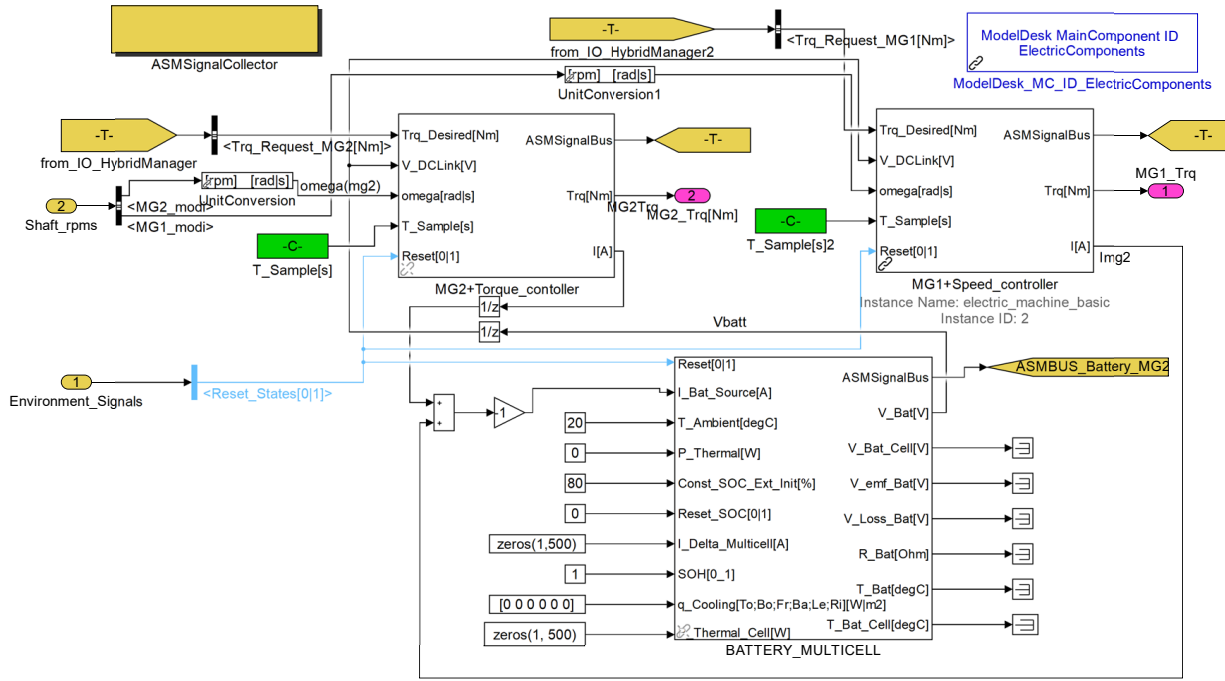 ASMSignalCollector
-T-
from_IO_HybridManager2
<Trq_Request_MG1[Nm]>
ModelDesk MainComponent ID
ElectricComponents
ModelDesk_MC_ID_ElectricComponents
[rpm] [rad|s]
UnitConversion1
-T-
from_IO_HybridManager
<Trq_Request_MG2[Nm]>
Trq_Desired[Nm]
V_DCLink[V]
omega[rad|s]
T_Sample[s]
Reset[0|1]
ASMSignalBus
Trq[Nm]
I[A]
MG2+Torque_contoller
-T-
2
MG2Trq
MG2_Trq[Nm]
[rpm] [rad|s]
UnitConversion
omega(mg2)
2
Shaft_rpms
<MG2_modi>
<MG1_modi>
-C-
T_Sample[s]
-C-
T_Sample[s]2
Trq_Desired[Nm]
V_DCLink[V]
omega[rad|s]
T_Sample[s]
Reset[0|1]
ASMSignalBus
Trq[Nm]
I[A]
MG1+Speed_controller
Instance Name: electric_machine_basic
Instance ID: 2
-T-
MG1_Trq
1
Img2
1/z
1/z
Vbatt
1
Environment_Signals
<Reset_States[0|1]>
+
+
-1
20
0
80
0
zeros(1,500)
1
[0 0 0 0 0 0]
zeros(1, 500)
Reset[0|1]
I_Bat_Source[A]
T_Ambient[degC]
P_Thermal[W]
Const_SOC_Ext_Init[%]
Reset_SOC[0|1]
I_Delta_Multicell[A]
SOH[0_1]
q_Cooling[To;Bo;Fr;Ba;Le;Ri][W|m2]
_Thermal_Cell[W]
ASMSignalBus
V_Bat[V]
V_Bat_Cell[V]
V_emf_Bat[V]
V_Loss_Bat[V]
R_Bat[Ohm]
T_Bat[degC]
T_Bat_Cell[degC]
BATTERY_MULTICELL
ASMBUS_Battery_MG2